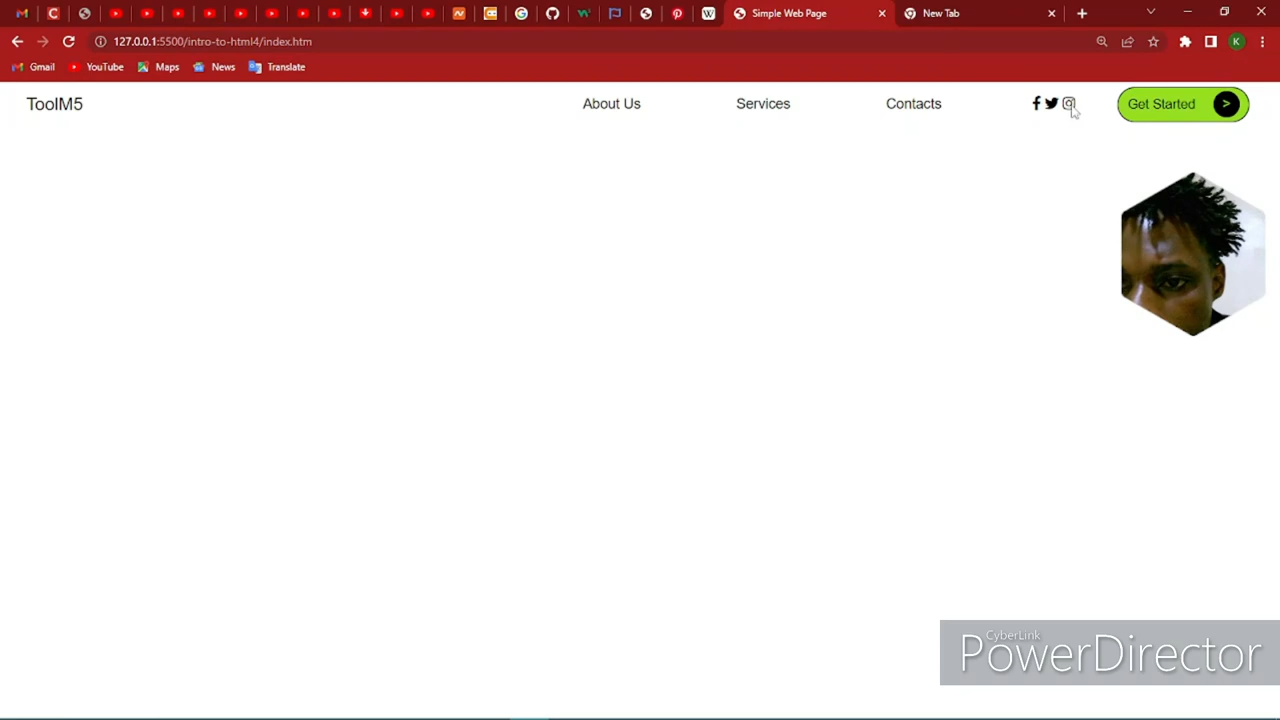 Simple Web Page
New Tab
127.0.0.1:5500/intro-to-html4/index.htm
K
Gmail
YouTube
Maps
News
Translate
ToolM5
About Us
Services
Contacts
Get Started >
CyberLink
PowerDirector